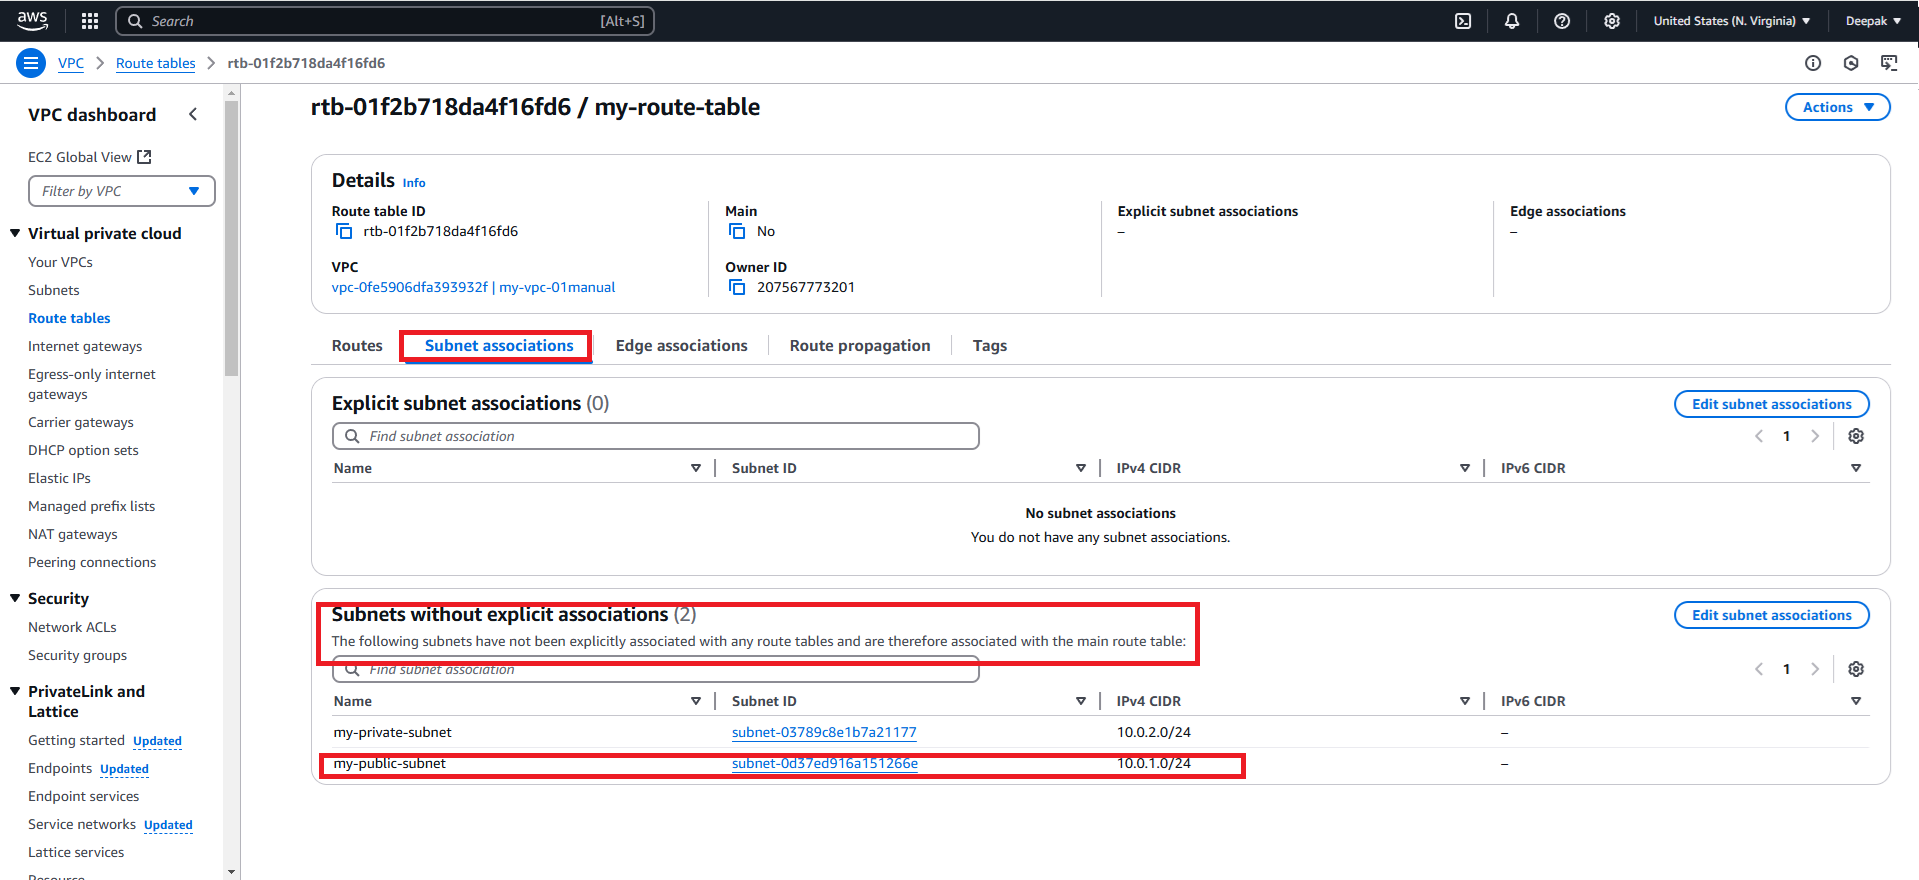 aws
Search [Alt+S]
United States (N. Virginia)
Deepak
VPC
Route tables
rtb-01f2b718da4f16fd6
VPC dashboard
EC2 Global View
Filter by VPC
Virtual private cloud
Your VPCs
Subnets
Route tables
Internet gateways
Egress-only internet
gateways
Carrier gateways
DHCP option sets
Elastic IPs
Managed prefix lists
NAT gateways
Peering connections
Security
Network ACLs
Security groups
PrivateLink and
Lattice
Getting started Updated
Endpoints Updated
Endpoint services
Service networks Updated
Lattice services
Resource
rtb-01f2b718da4f16fd6 / my-route-table
Actions
Details Info
Route table ID
rtb-01f2b718da4f16fd6
Main
No
Explicit subnet associations
–
Edge associations
–
VPC
vpc-0fe5906dfa393932f | my-vpc-01manual
Owner ID
207567773201
Routes
Subnet associations
Edge associations
Route propagation
Tags
Explicit subnet associations (0)
Edit subnet associations
Find subnet association
1
Name Subnet ID IPv4 CIDR IPv6 CIDR
No subnet associations
You do not have any subnet associations.
Subnets without explicit associations (2)
Edit subnet associations
The following subnets have not been explicitly associated with any route tables and are therefore associated with the main route table:
Find subnet association
1
Name Subnet ID IPv4 CIDR IPv6 CIDR
my-private-subnet subnet-03789c8e1b7a21177 10.0.2.0/24 –
my-public-subnet subnet-0d37ed916a151266e 10.0.1.0/24 –